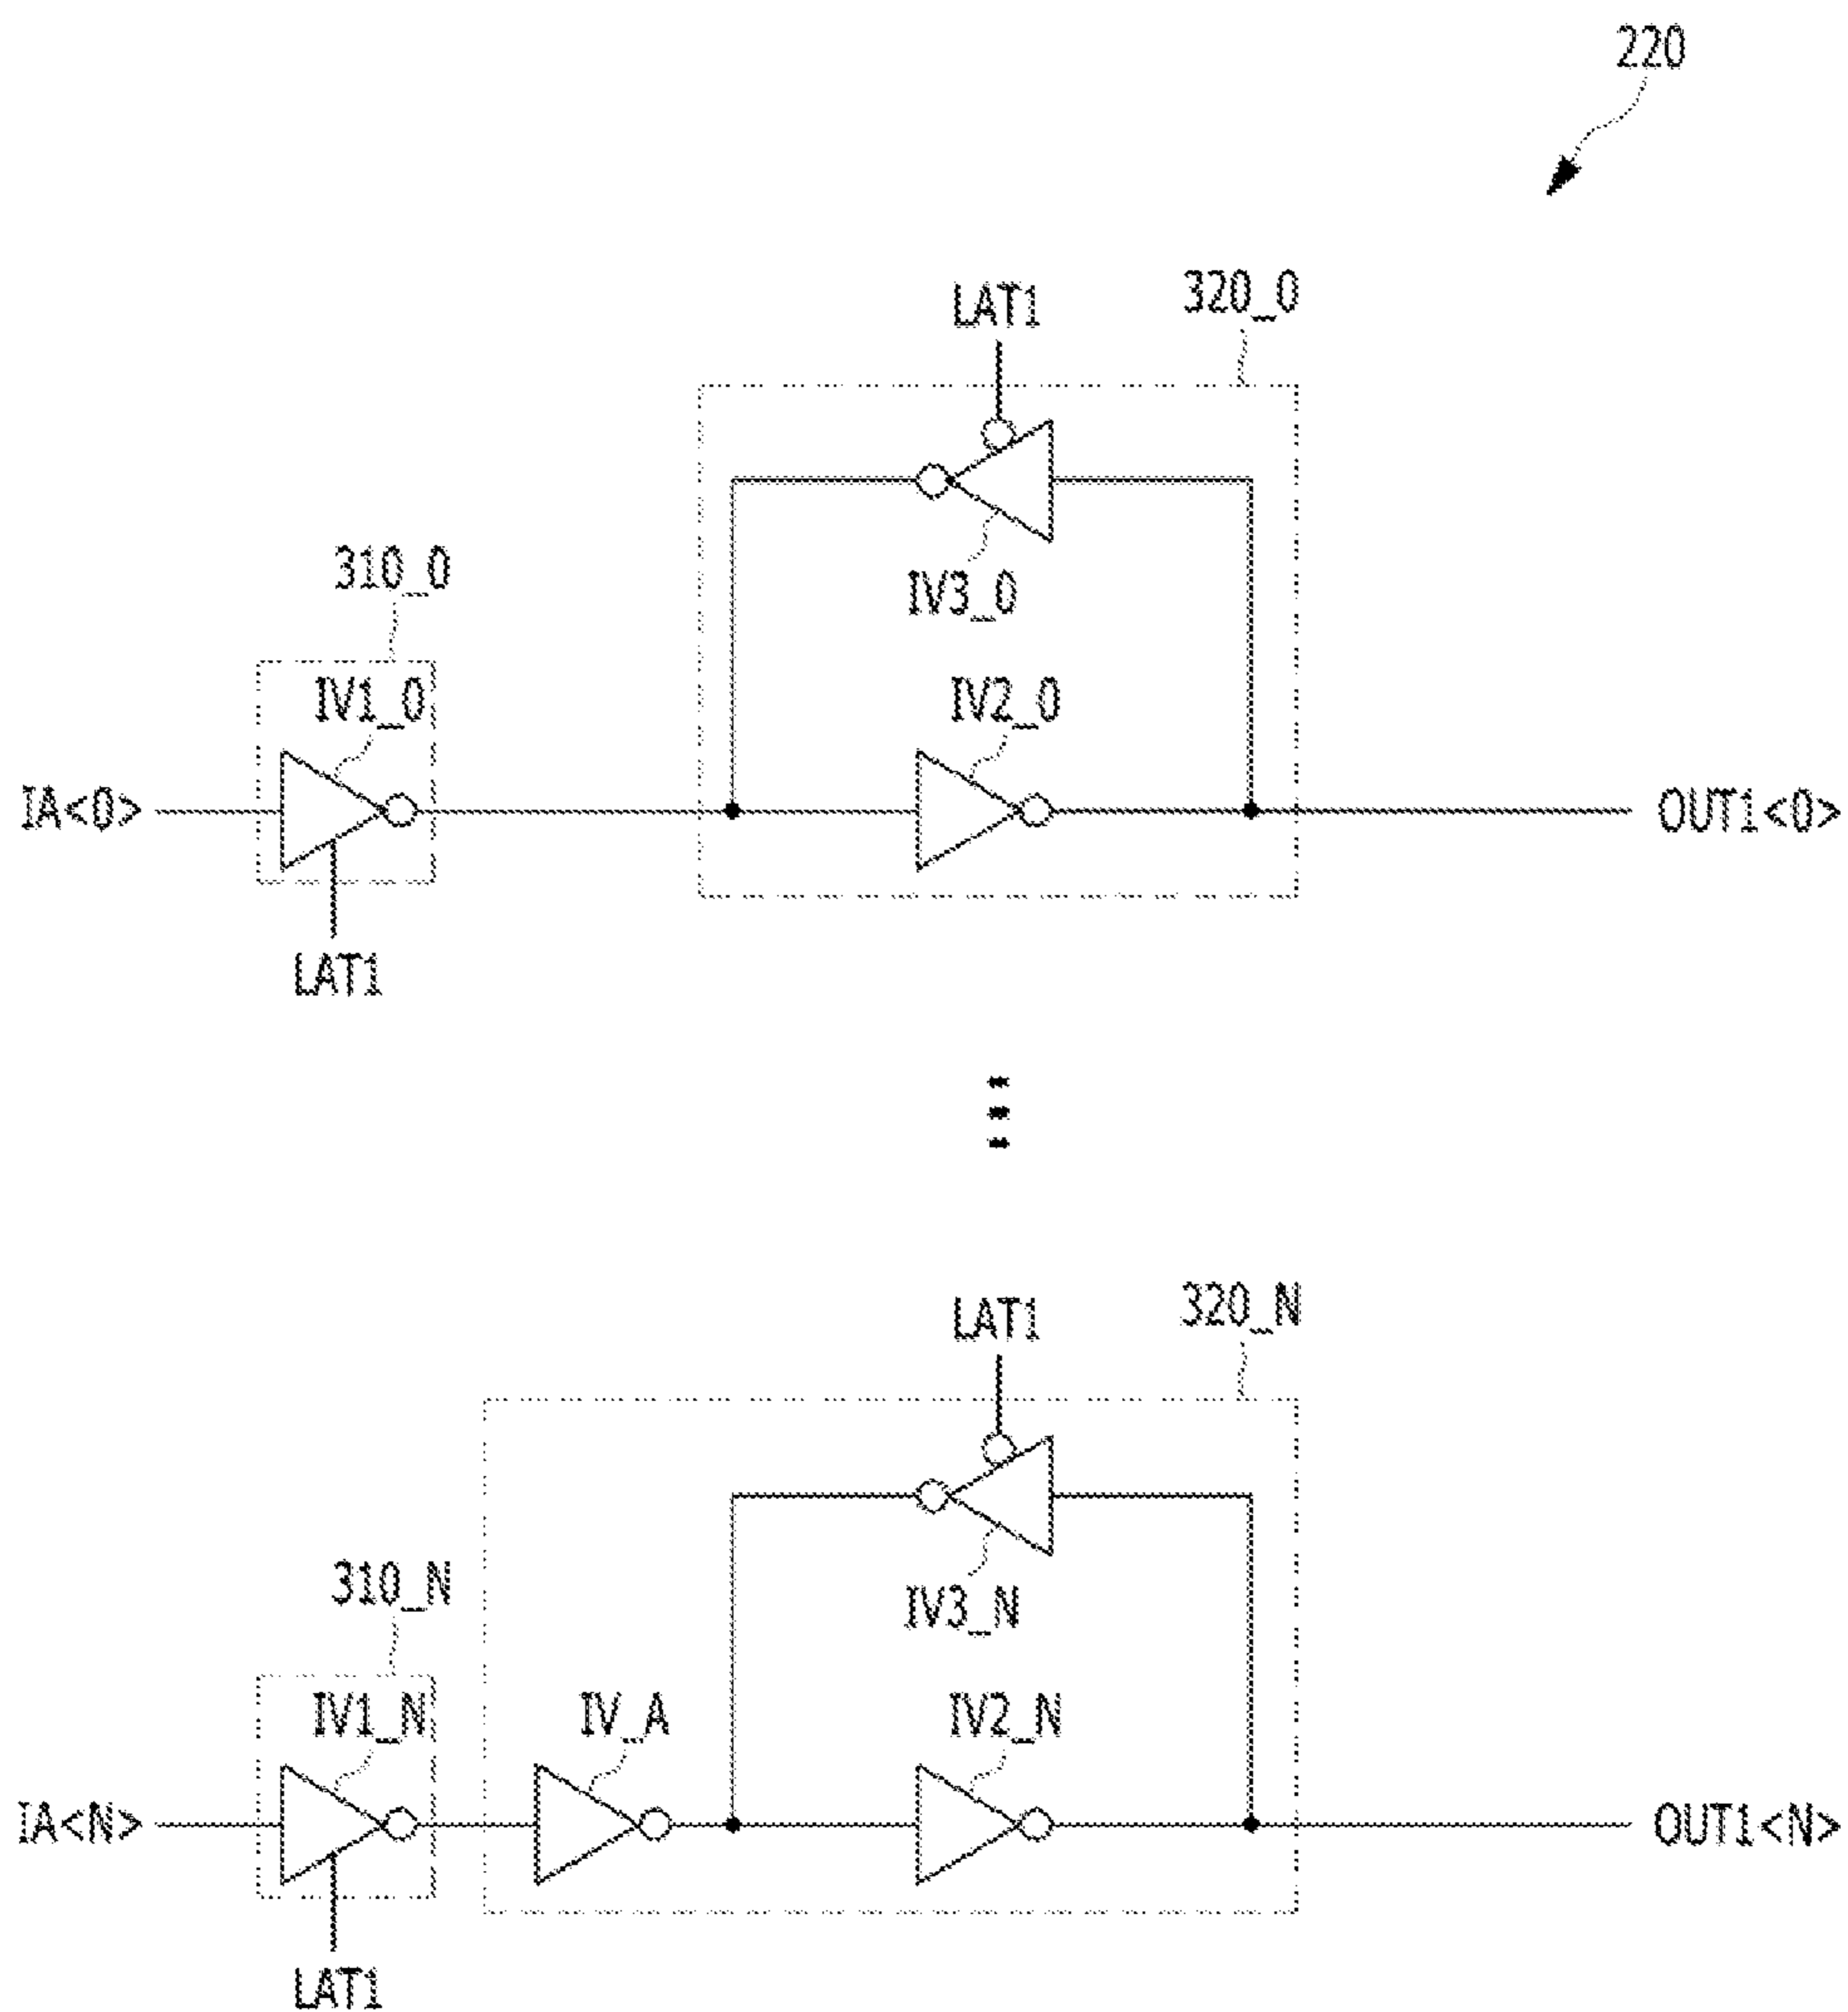 220
LAT1
320_0
IV3_0
310_0
IV1_0
IV2_0
IA<0>
OUT1<0>
LAT1
LAT1
320_N
IV3_N
310_N
IV1_N
IV_A
IV2_N
IA<N>
OUT1<N>
LAT1